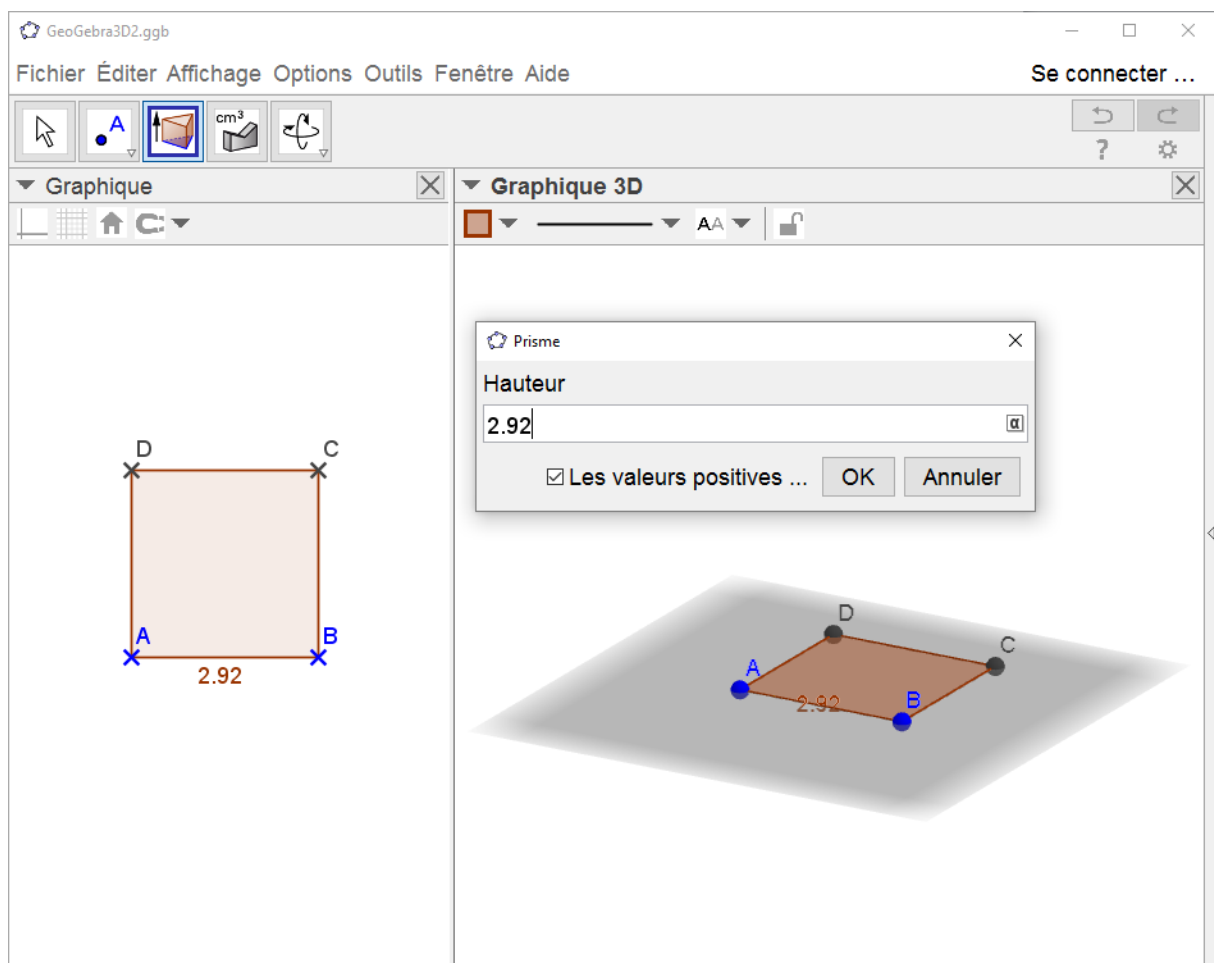 GeoGebra3D2.ggb
Fichier Éditer Affichage Options Outils Fenêtre Aide Se connecter ...
A cm³ ?
Graphique
Graphique 3D
AA
Prisme
Hauteur
2.92
α
Les valeurs positives ... OK Annuler
D C
A B
2.92
D
C
A
B
2.92